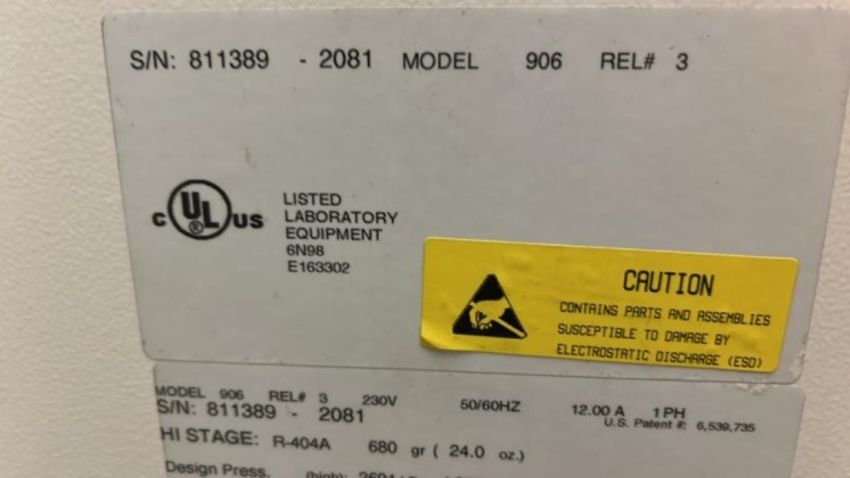 S/N: 811389 - 2081 MODEL 906 REL# 3
C UL® US
LISTED
LABORATORY
EQUIPMENT
6N98
E163302
CAUTION
CONTAINS PARTS AND ASSEMBLIES
SUSCEPTIBLE TO DAMAGE BY
ELECTROSTATIC DISCHARGE (ESD)
MODEL 906 REL# 3 230V 50/60HZ 12.00 A 1PH
S/N: 811389 - 2081 U.S. Patent #: 6,539,735
HI STAGE: R-404A 680 gr ( 24.0 oz.)
Design Press. (high):